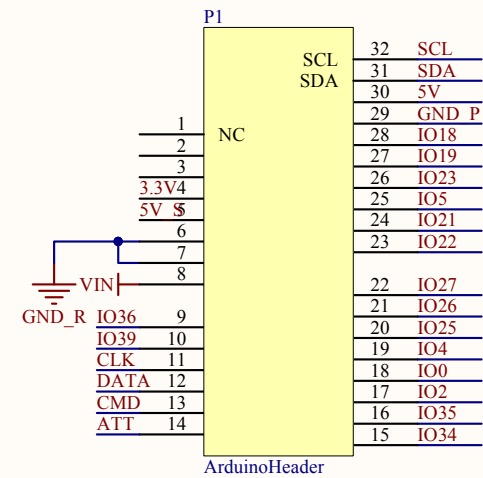 P1
SCL
SDA
NC
1
2
3
3.3V 4
5V_S 5
6
7
VIN 8
GND_R
IO36 9
IO39 10
CLK 11
DATA 12
CMD 13
ATT 14
32 SCL
31 SDA
30 5V
29 GND_P
28 IO18
27 IO19
26 IO23
25 IO5
24 IO21
23 IO22
22 IO27
21 IO26
20 IO25
19 IO4
18 IO0
17 IO2
16 IO35
15 IO34
ArduinoHeader